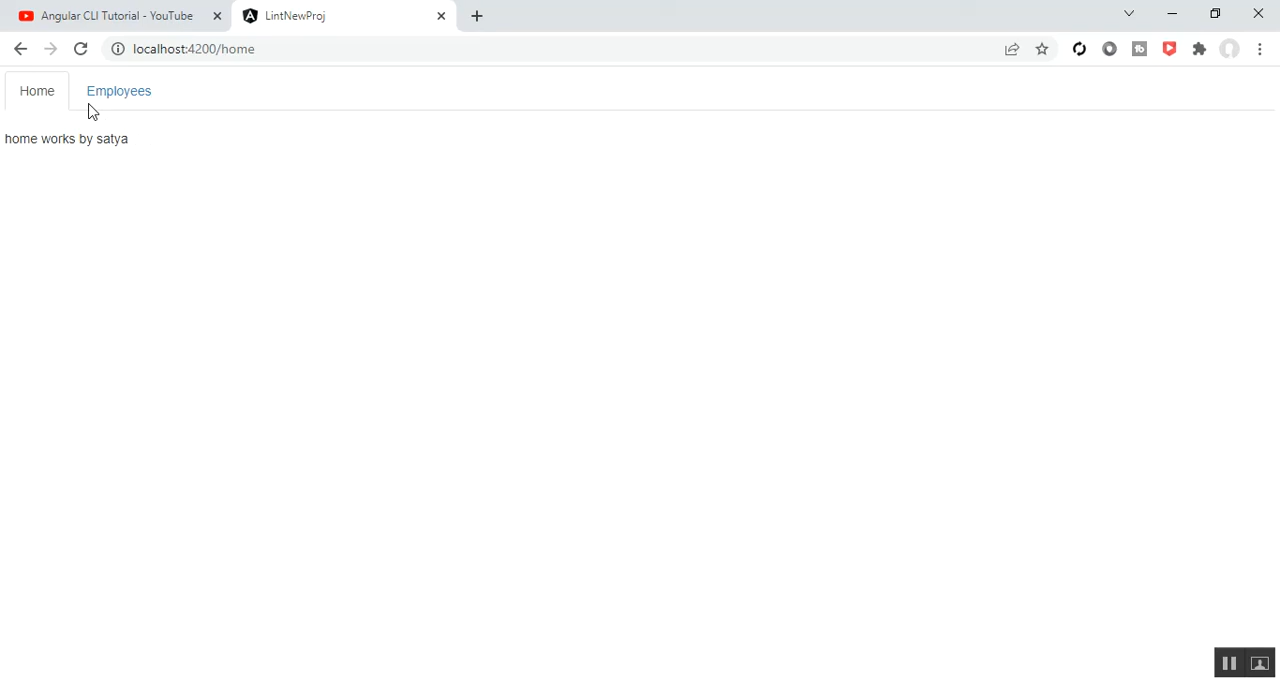 Angular CLI Tutorial - YouTube
LintNewProj
localhost:4200/home
Home
Employees
home works by satya